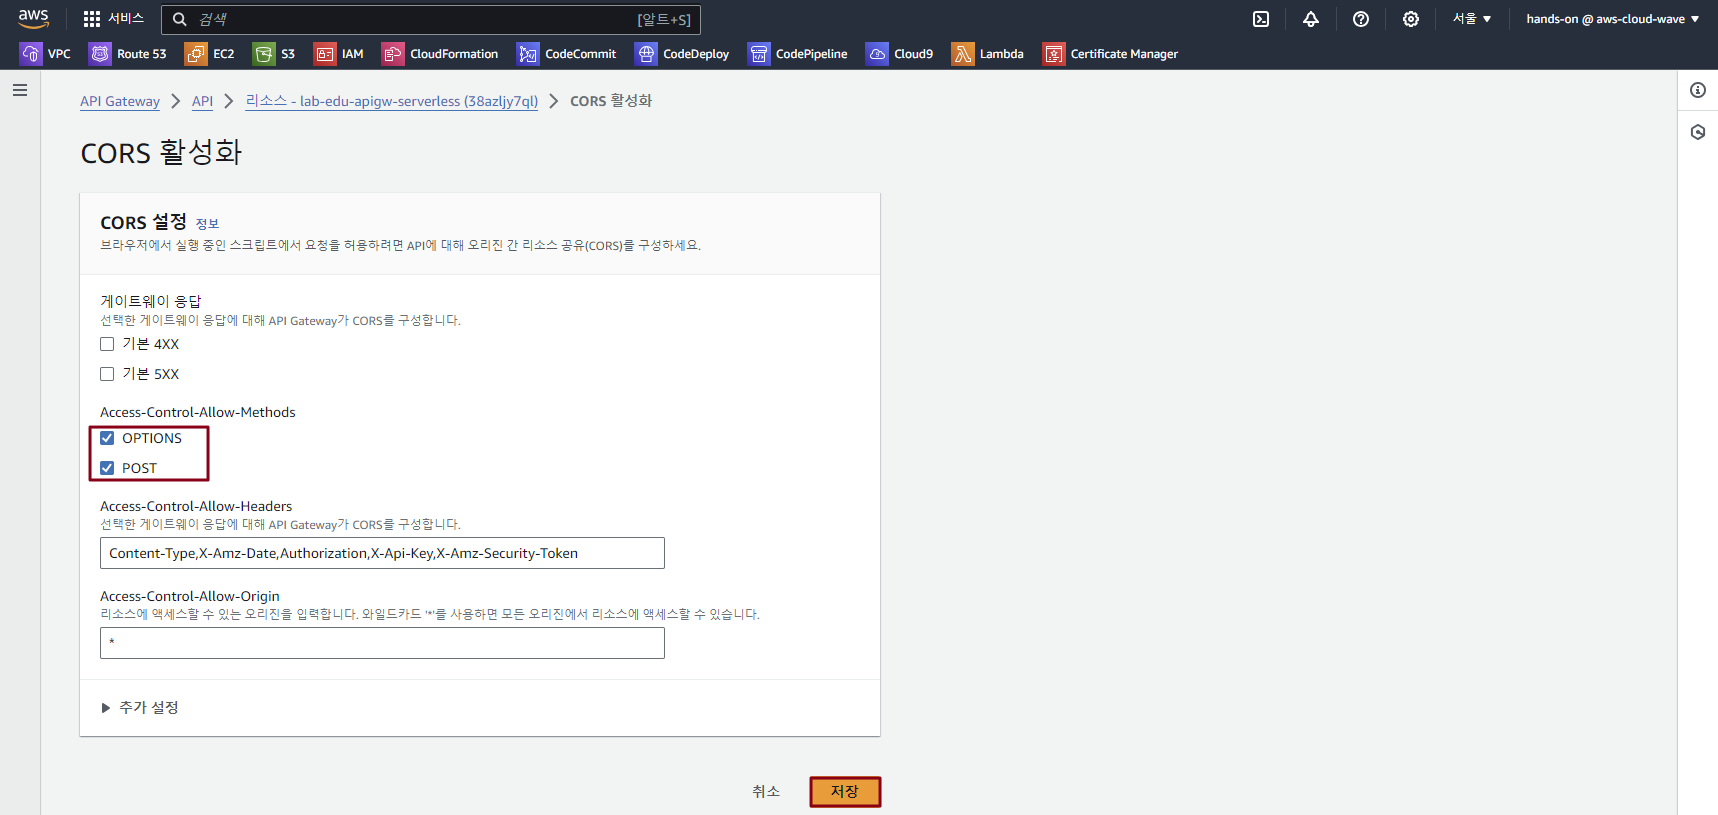 aws 서비스 검색 [알트+S] 서울 ▼ hands-on @ aws-cloud-wave ▼
VPC Route 53 EC2 S3 IAM CloudFormation CodeCommit CodeDeploy CodePipeline Cloud9 Lambda Certificate Manager
API Gateway > API > 리소스 - lab-edu-apigw-serverless (38azljy7ql) > CORS 활성화
CORS 활성화
CORS 설정 정보
브라우저에서 실행 중인 스크립트에서 요청을 허용하려면 API에 대해 오리진 간 리소스 공유(CORS)를 구성하세요.
게이트웨이 응답
선택한 게이트웨이 응답에 대해 API Gateway가 CORS를 구성합니다.
기본 4XX
기본 5XX
Access-Control-Allow-Methods
OPTIONS
POST
Access-Control-Allow-Headers
선택한 게이트웨이 응답에 대해 API Gateway가 CORS를 구성합니다.
Content-Type,X-Amz-Date,Authorization,X-Api-Key,X-Amz-Security-Token
Access-Control-Allow-Origin
리소스에 액세스할 수 있는 오리진을 입력합니다. 와일드카드 '*'를 사용하면 모든 오리진에서 리소스에 액세스할 수 있습니다.
*
▶ 추가 설정
취소 저장